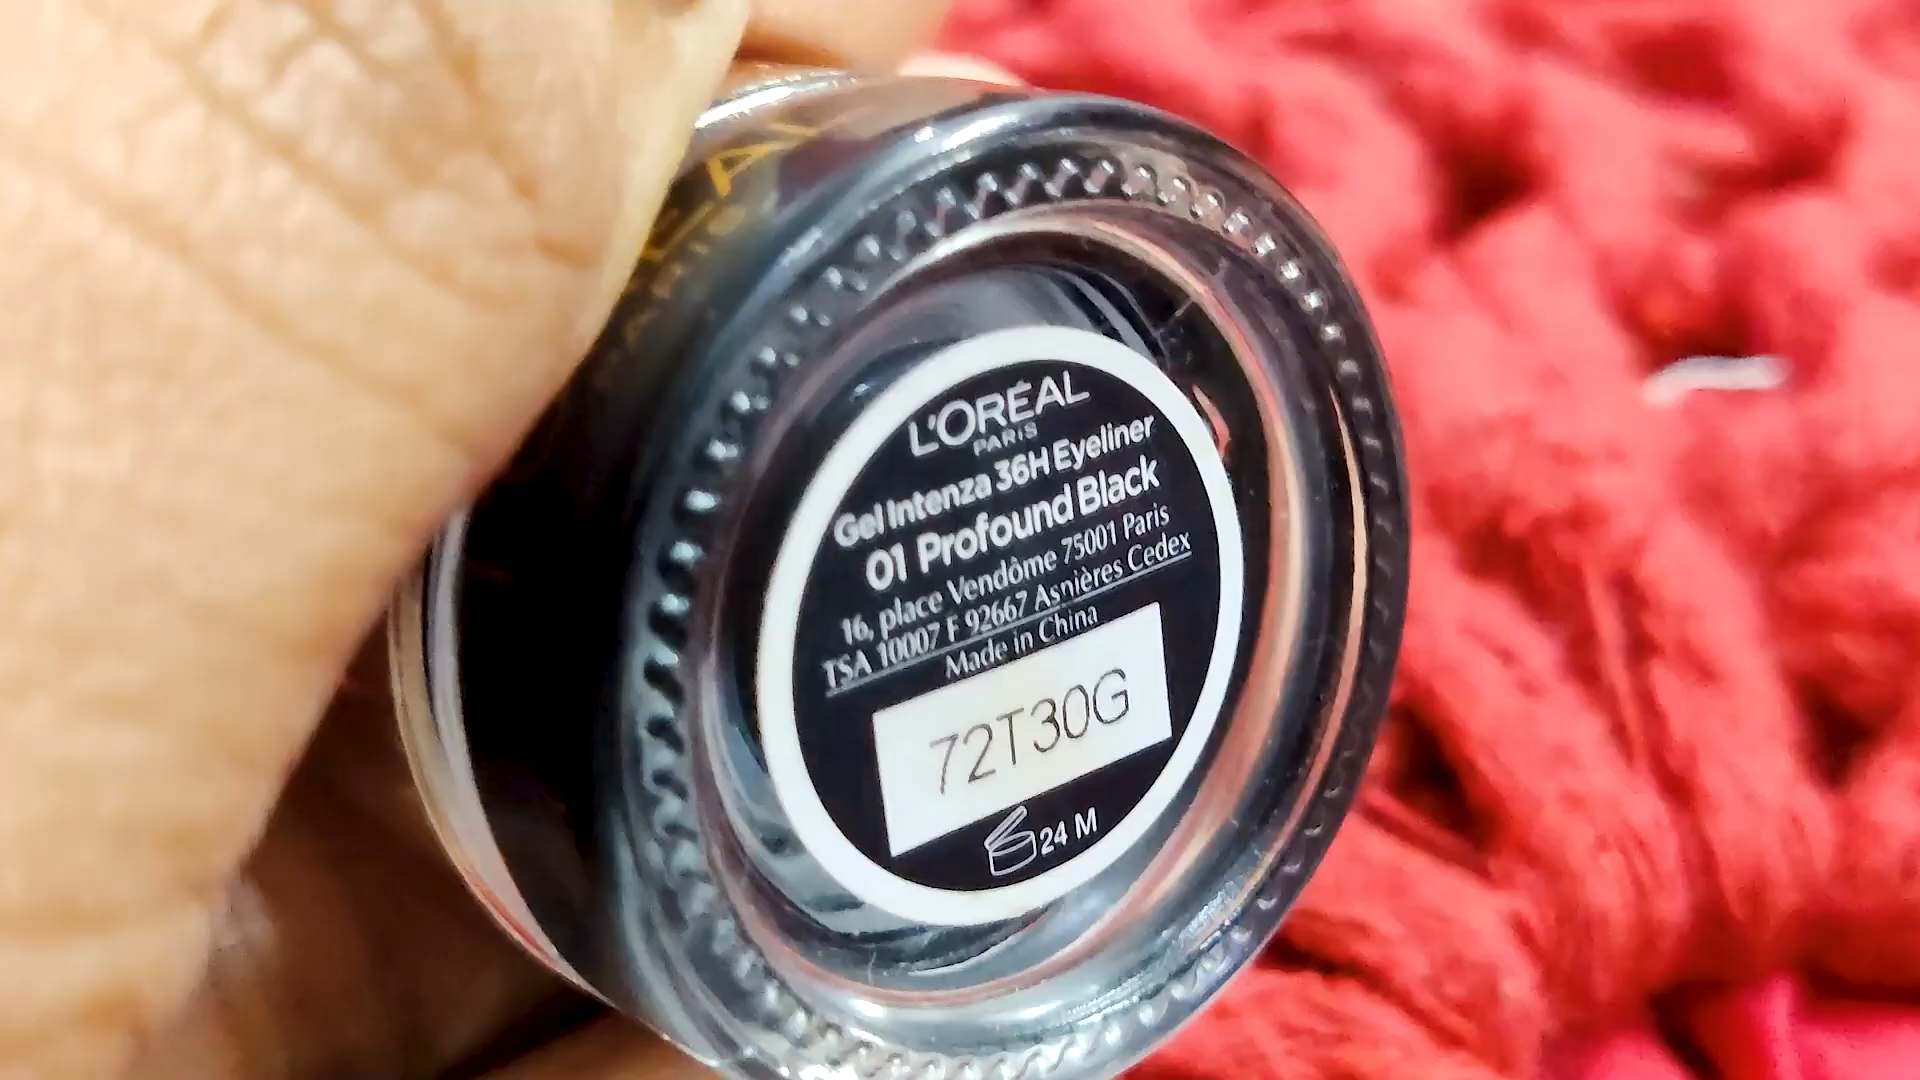 L'ORÉAL
PARIS
Gel Intenza 36H Eyeliner
01 Profound Black
16, place Vendôme 75001 Paris
TSA 10007 F 92667 Asnières Cedex
Made in China
72T30G
24 M